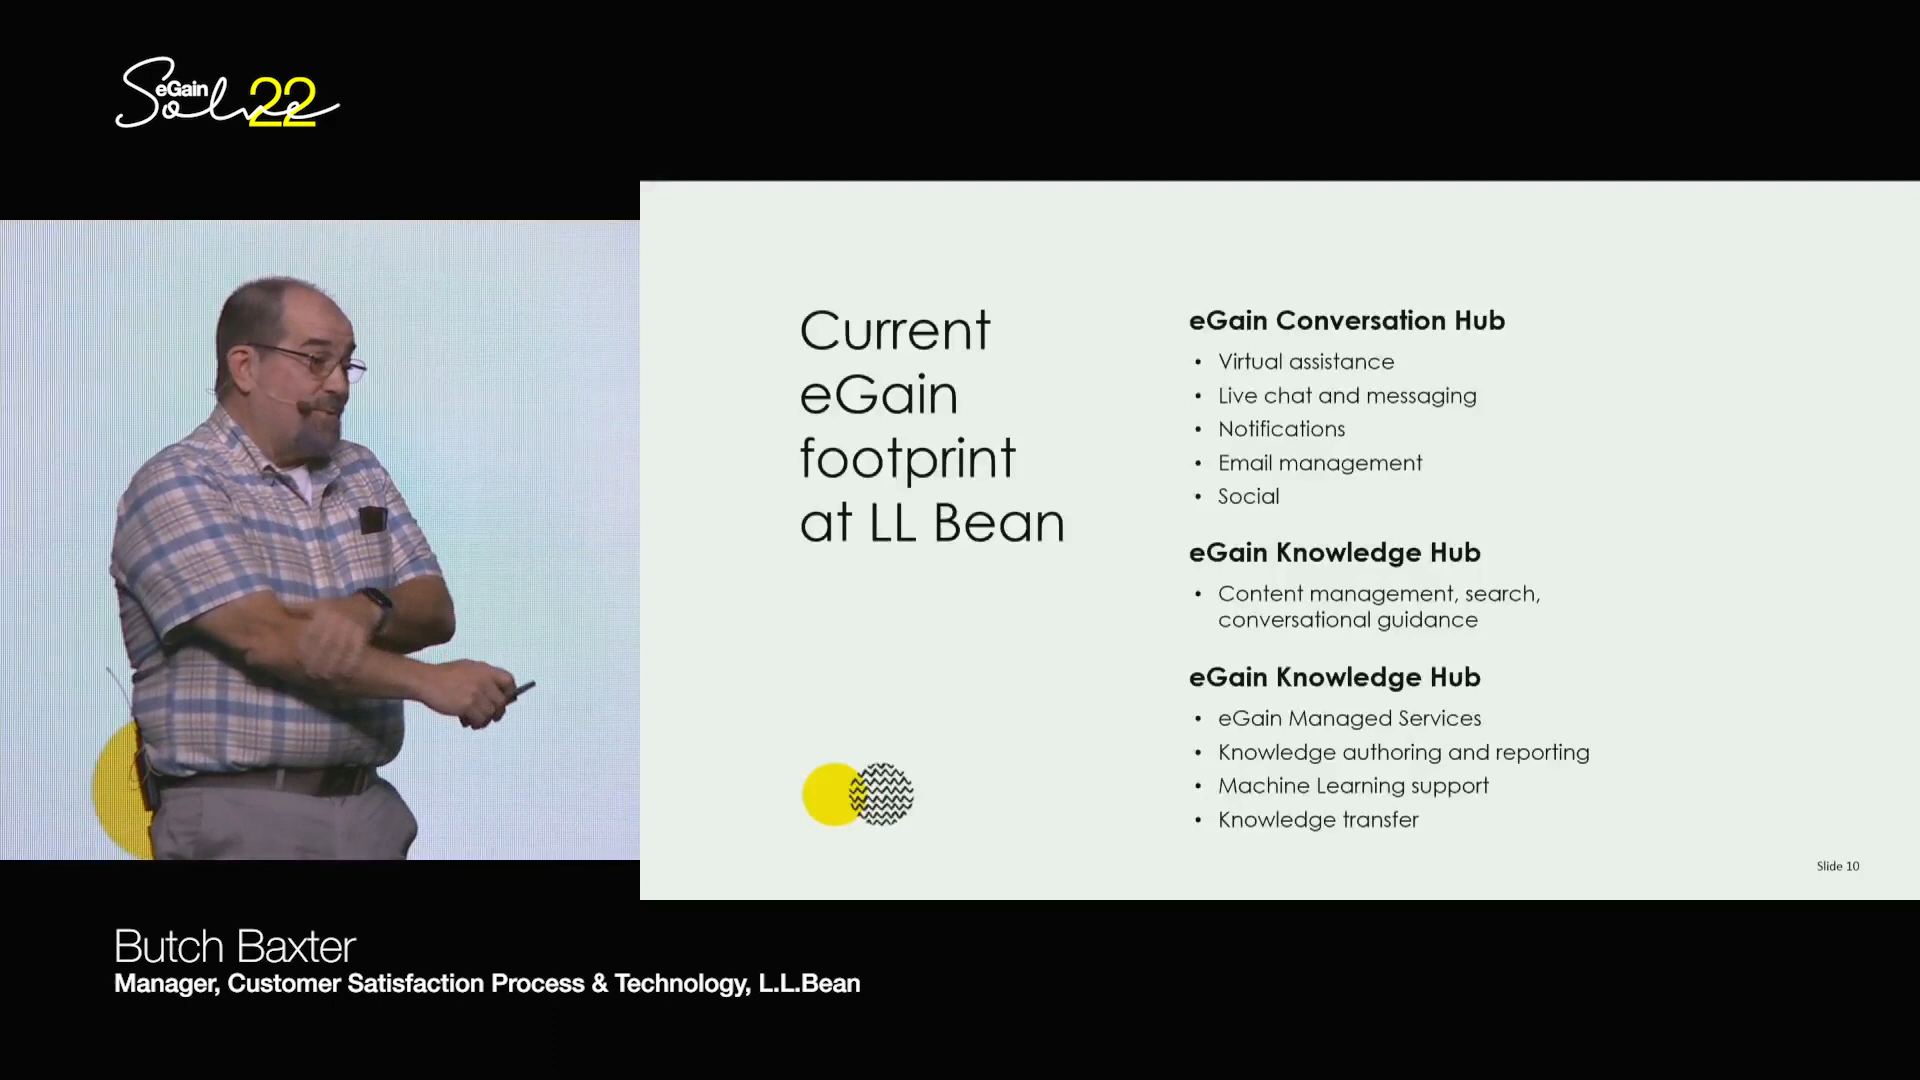 eGain
Solve 22
Current
eGain
footprint
at LL Bean
eGain Conversation Hub
• Virtual assistance
• Live chat and messaging
• Notifications
• Email management
• Social
eGain Knowledge Hub
• Content management, search,
conversational guidance
eGain Knowledge Hub
• eGain Managed Services
• Knowledge authoring and reporting
• Machine Learning support
• Knowledge transfer
Slide 10
Butch Baxter
Manager, Customer Satisfaction Process & Technology, L.L.Bean